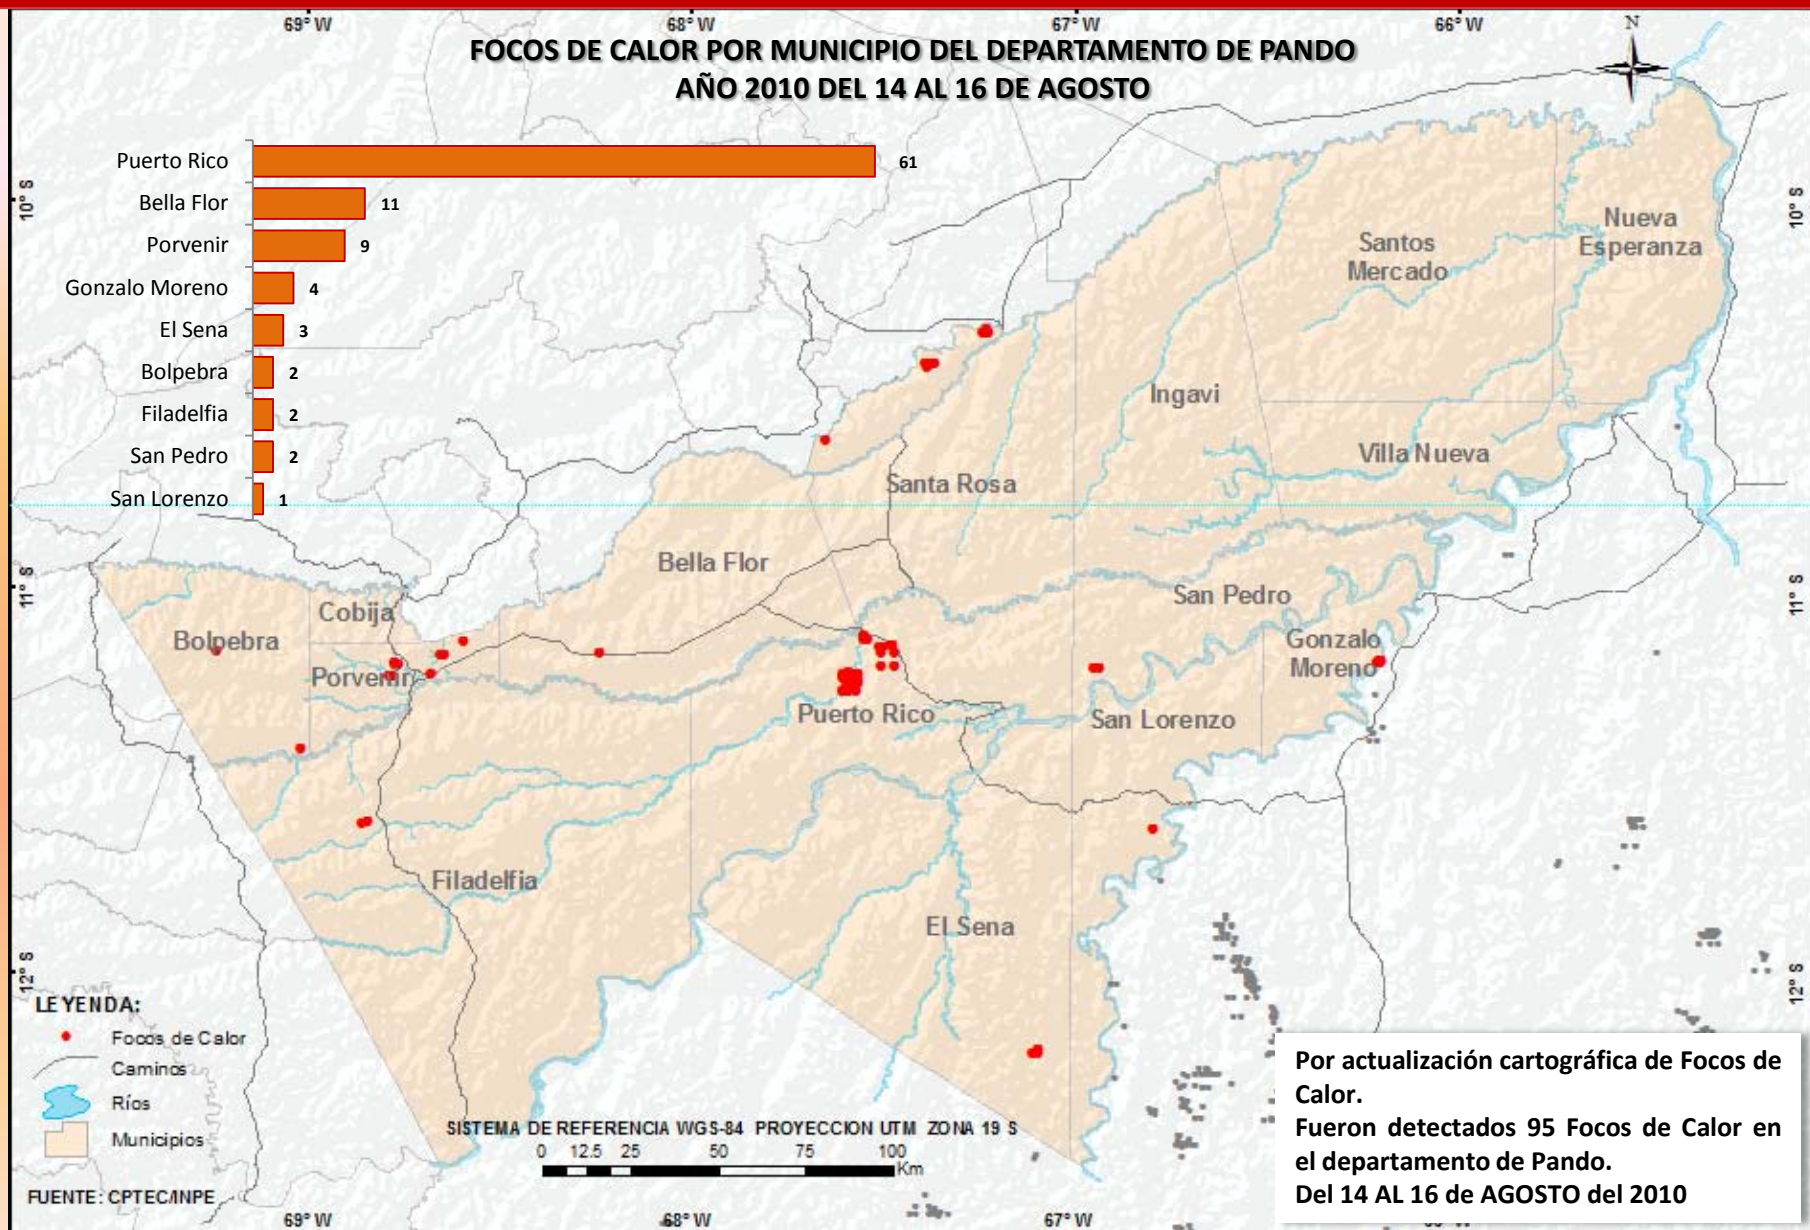 69° W
68° W
67° W
66° W
N
FOCOS DE CALOR POR MUNICIPIO DEL DEPARTAMENTO DE PANDO
AÑO 2010 DEL 14 AL 16 DE AGOSTO
Puerto Rico 61
Bella Flor 11
Porvenir 9
Gonzalo Moreno 4
El Sena 3
Bolpebra 2
Filadelfia 2
San Pedro 2
San Lorenzo 1
10° S
10° S
Nueva
Esperanza
Santos
Mercado
Ingavi
Villa Nueva
Santa Rosa
Bella Flor
11° S
11° S
San Pedro
Cobija
Bolpebra
Gonzalo
Moreno
Porvenir
Puerto Rico
San Lorenzo
Filadelfia
El Sena
12° S
12° S
LEYENDA:
Focos de Calor
Caminos
Ríos
Municipios
FUENTE: CPTEC/INPE
SISTEMA DE REFERENCIA WGS-84 PROYECCION UTM ZONA 19 S
0 12.5 25 50 75 100
Km
Por actualización cartográfica de Focos de
Calor.
Fueron detectados 95 Focos de Calor en
el departamento de Pando.
Del 14 AL 16 de AGOSTO del 2010
69° W
68° W
67° W